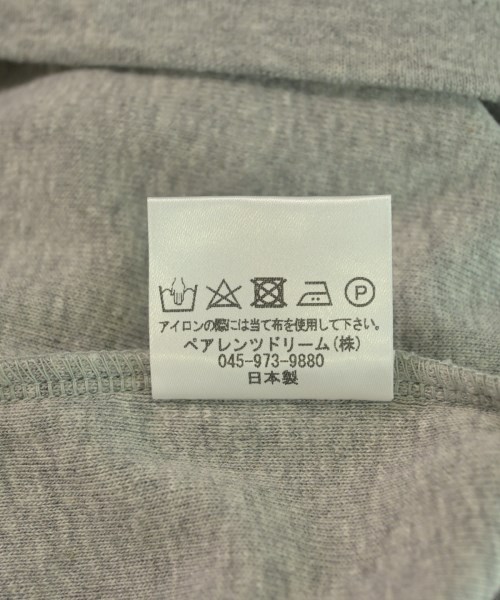 P
アイロンの際には当て布を使用して下さい。
ペアレンツドリーム(株)
045-973-9880
日本製